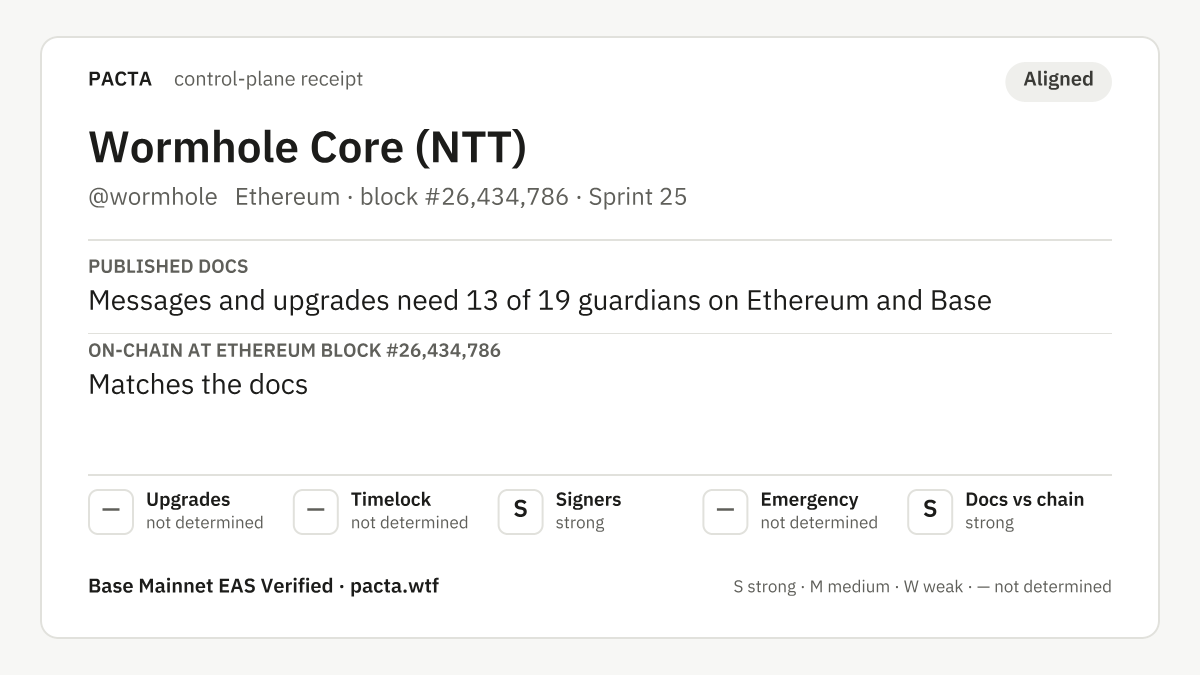 PACTA control-plane receipt
Aligned
Wormhole Core (NTT)
@wormhole Ethereum · block #26,434,786 · Sprint 25
PUBLISHED DOCS
Messages and upgrades need 13 of 19 guardians on Ethereum and Base
ON-CHAIN AT ETHEREUM BLOCK #26,434,786
Matches the docs
— Upgrades
not determined
— Timelock
not determined
S Signers
strong
— Emergency
not determined
S Docs vs chain
strong
Base Mainnet EAS Verified · pacta.wtf
S strong · M medium · W weak · — not determined